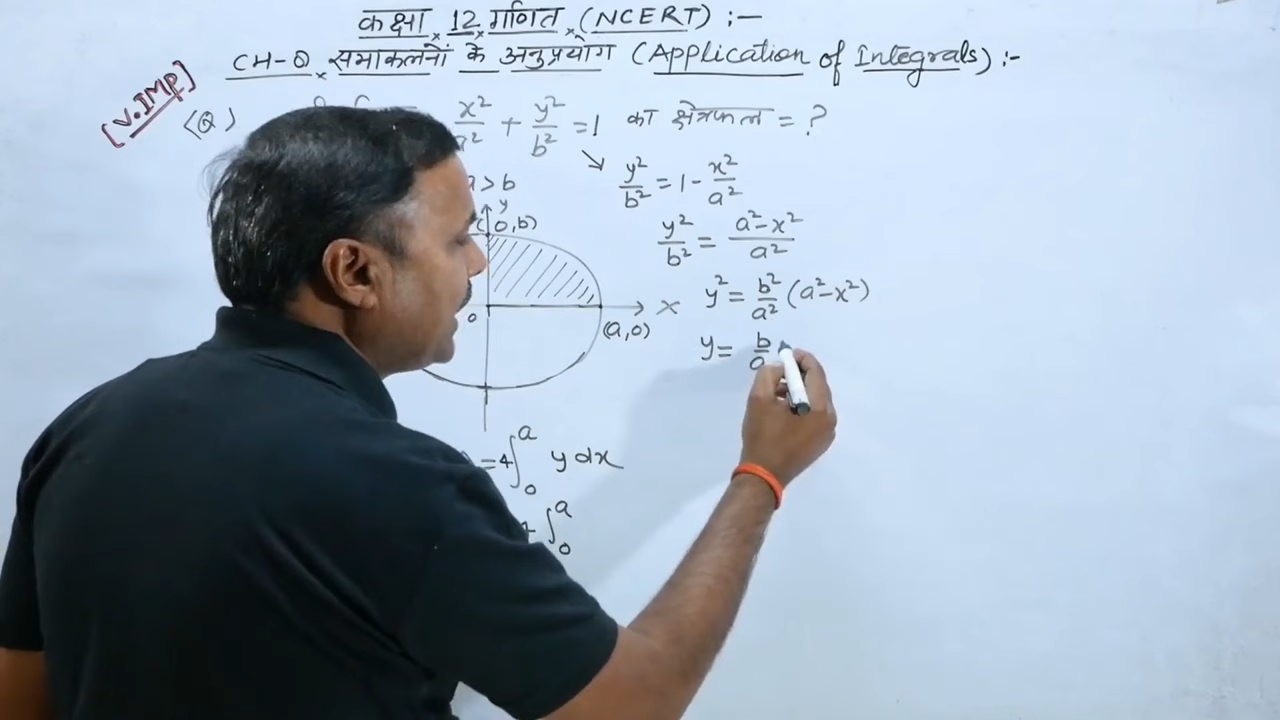 कक्षा 12 गणित (NCERT) :—
CH-8 समाकलनों के अनुप्रयोग (Application of Integrals) :-
[V.IMP]
(Q) x²/a² + y²/b² = 1 का क्षेत्रफल = ?
a > b
y
(0,b)
0
x
(a,0)
y²/b² = 1 - x²/a²
y²/b² = a²-x²/a²
y² = b²/a² (a²-x²)
y = b/a
= 4∫₀ᵃ y dx
∫₀ᵃ